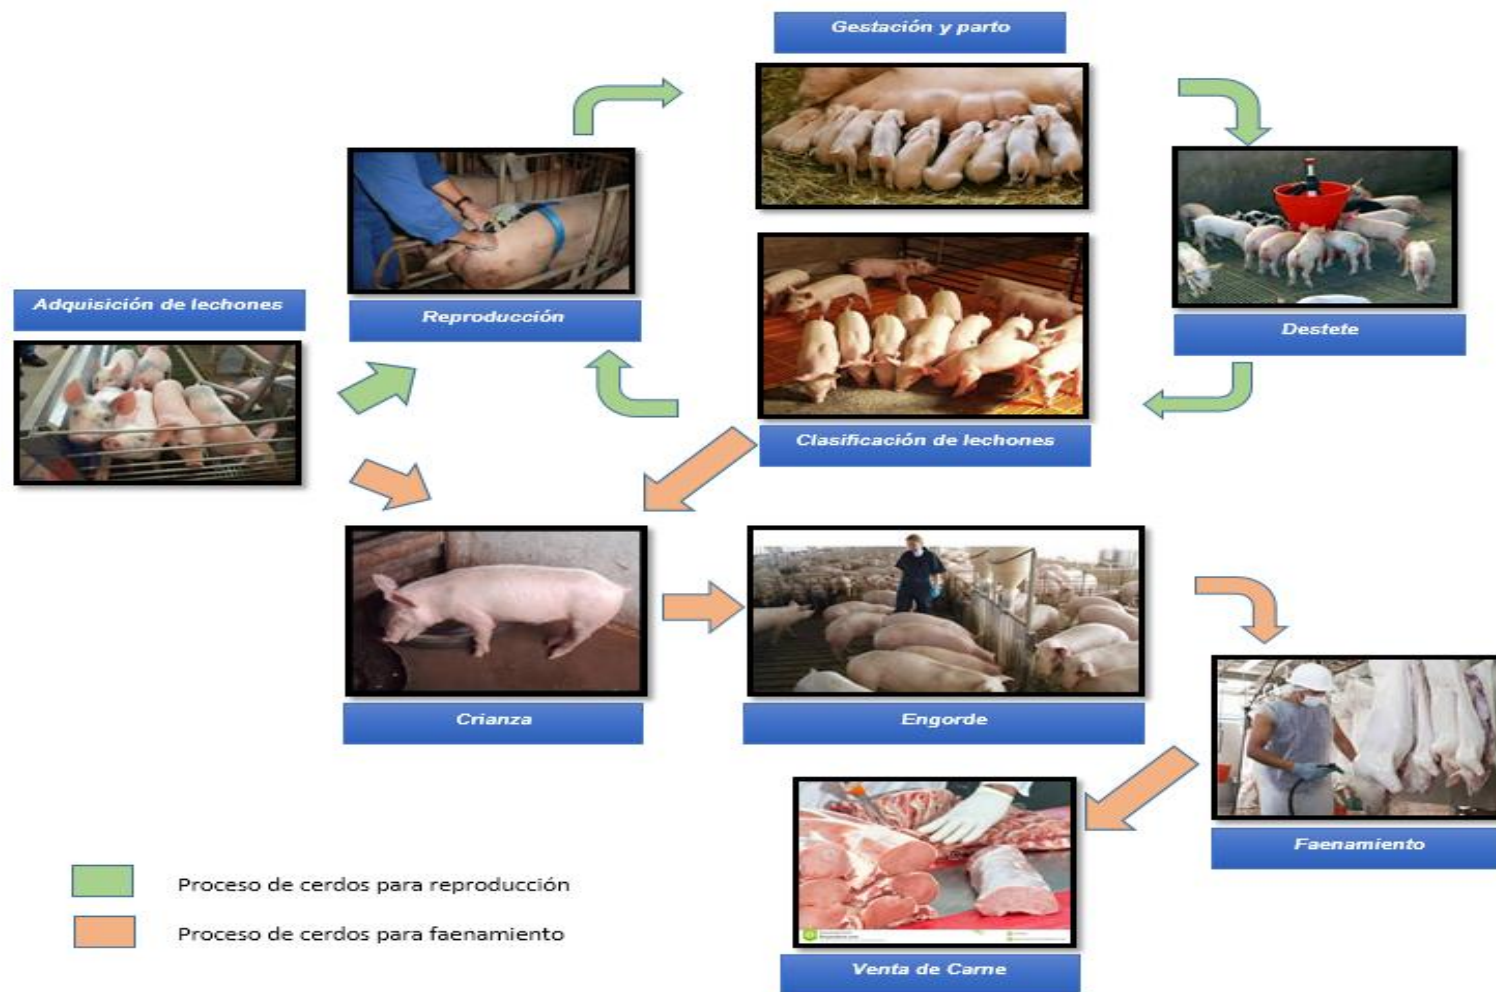 Gestación y parto
Adquisición de lechones
Reproducción
Destete
Clasificación de lechones
Crianza
Engorde
Faenamiento
Venta de Carne
Proceso de cerdos para reproducción
Proceso de cerdos para faenamiento